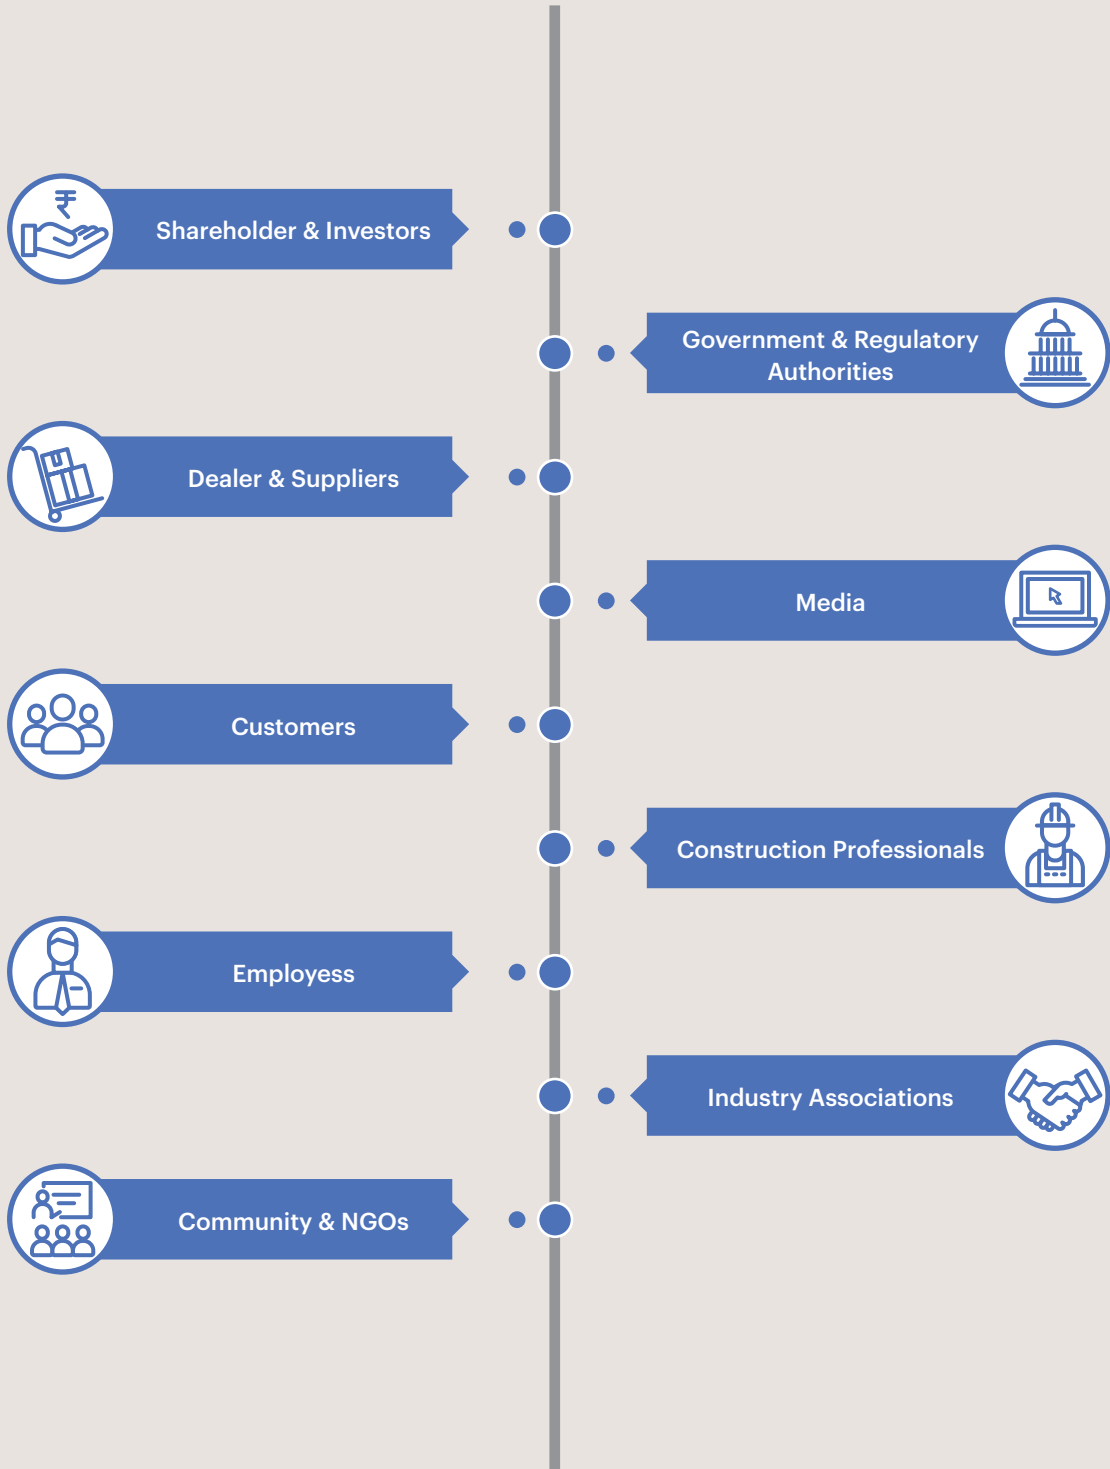 Shareholder & Investors
Government & Regulatory
Authorities
Dealer & Suppliers
Media
Customers
Construction Professionals
Employess
Industry Associations
Community & NGOs